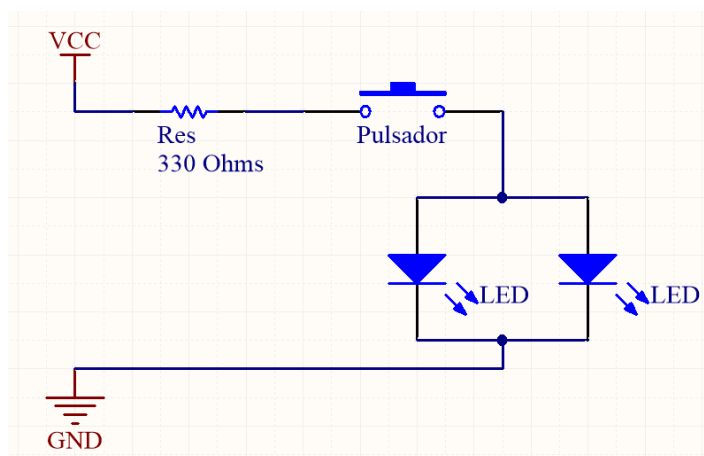 VCC
Res
330 Ohms
Pulsador
LED
LED
GND